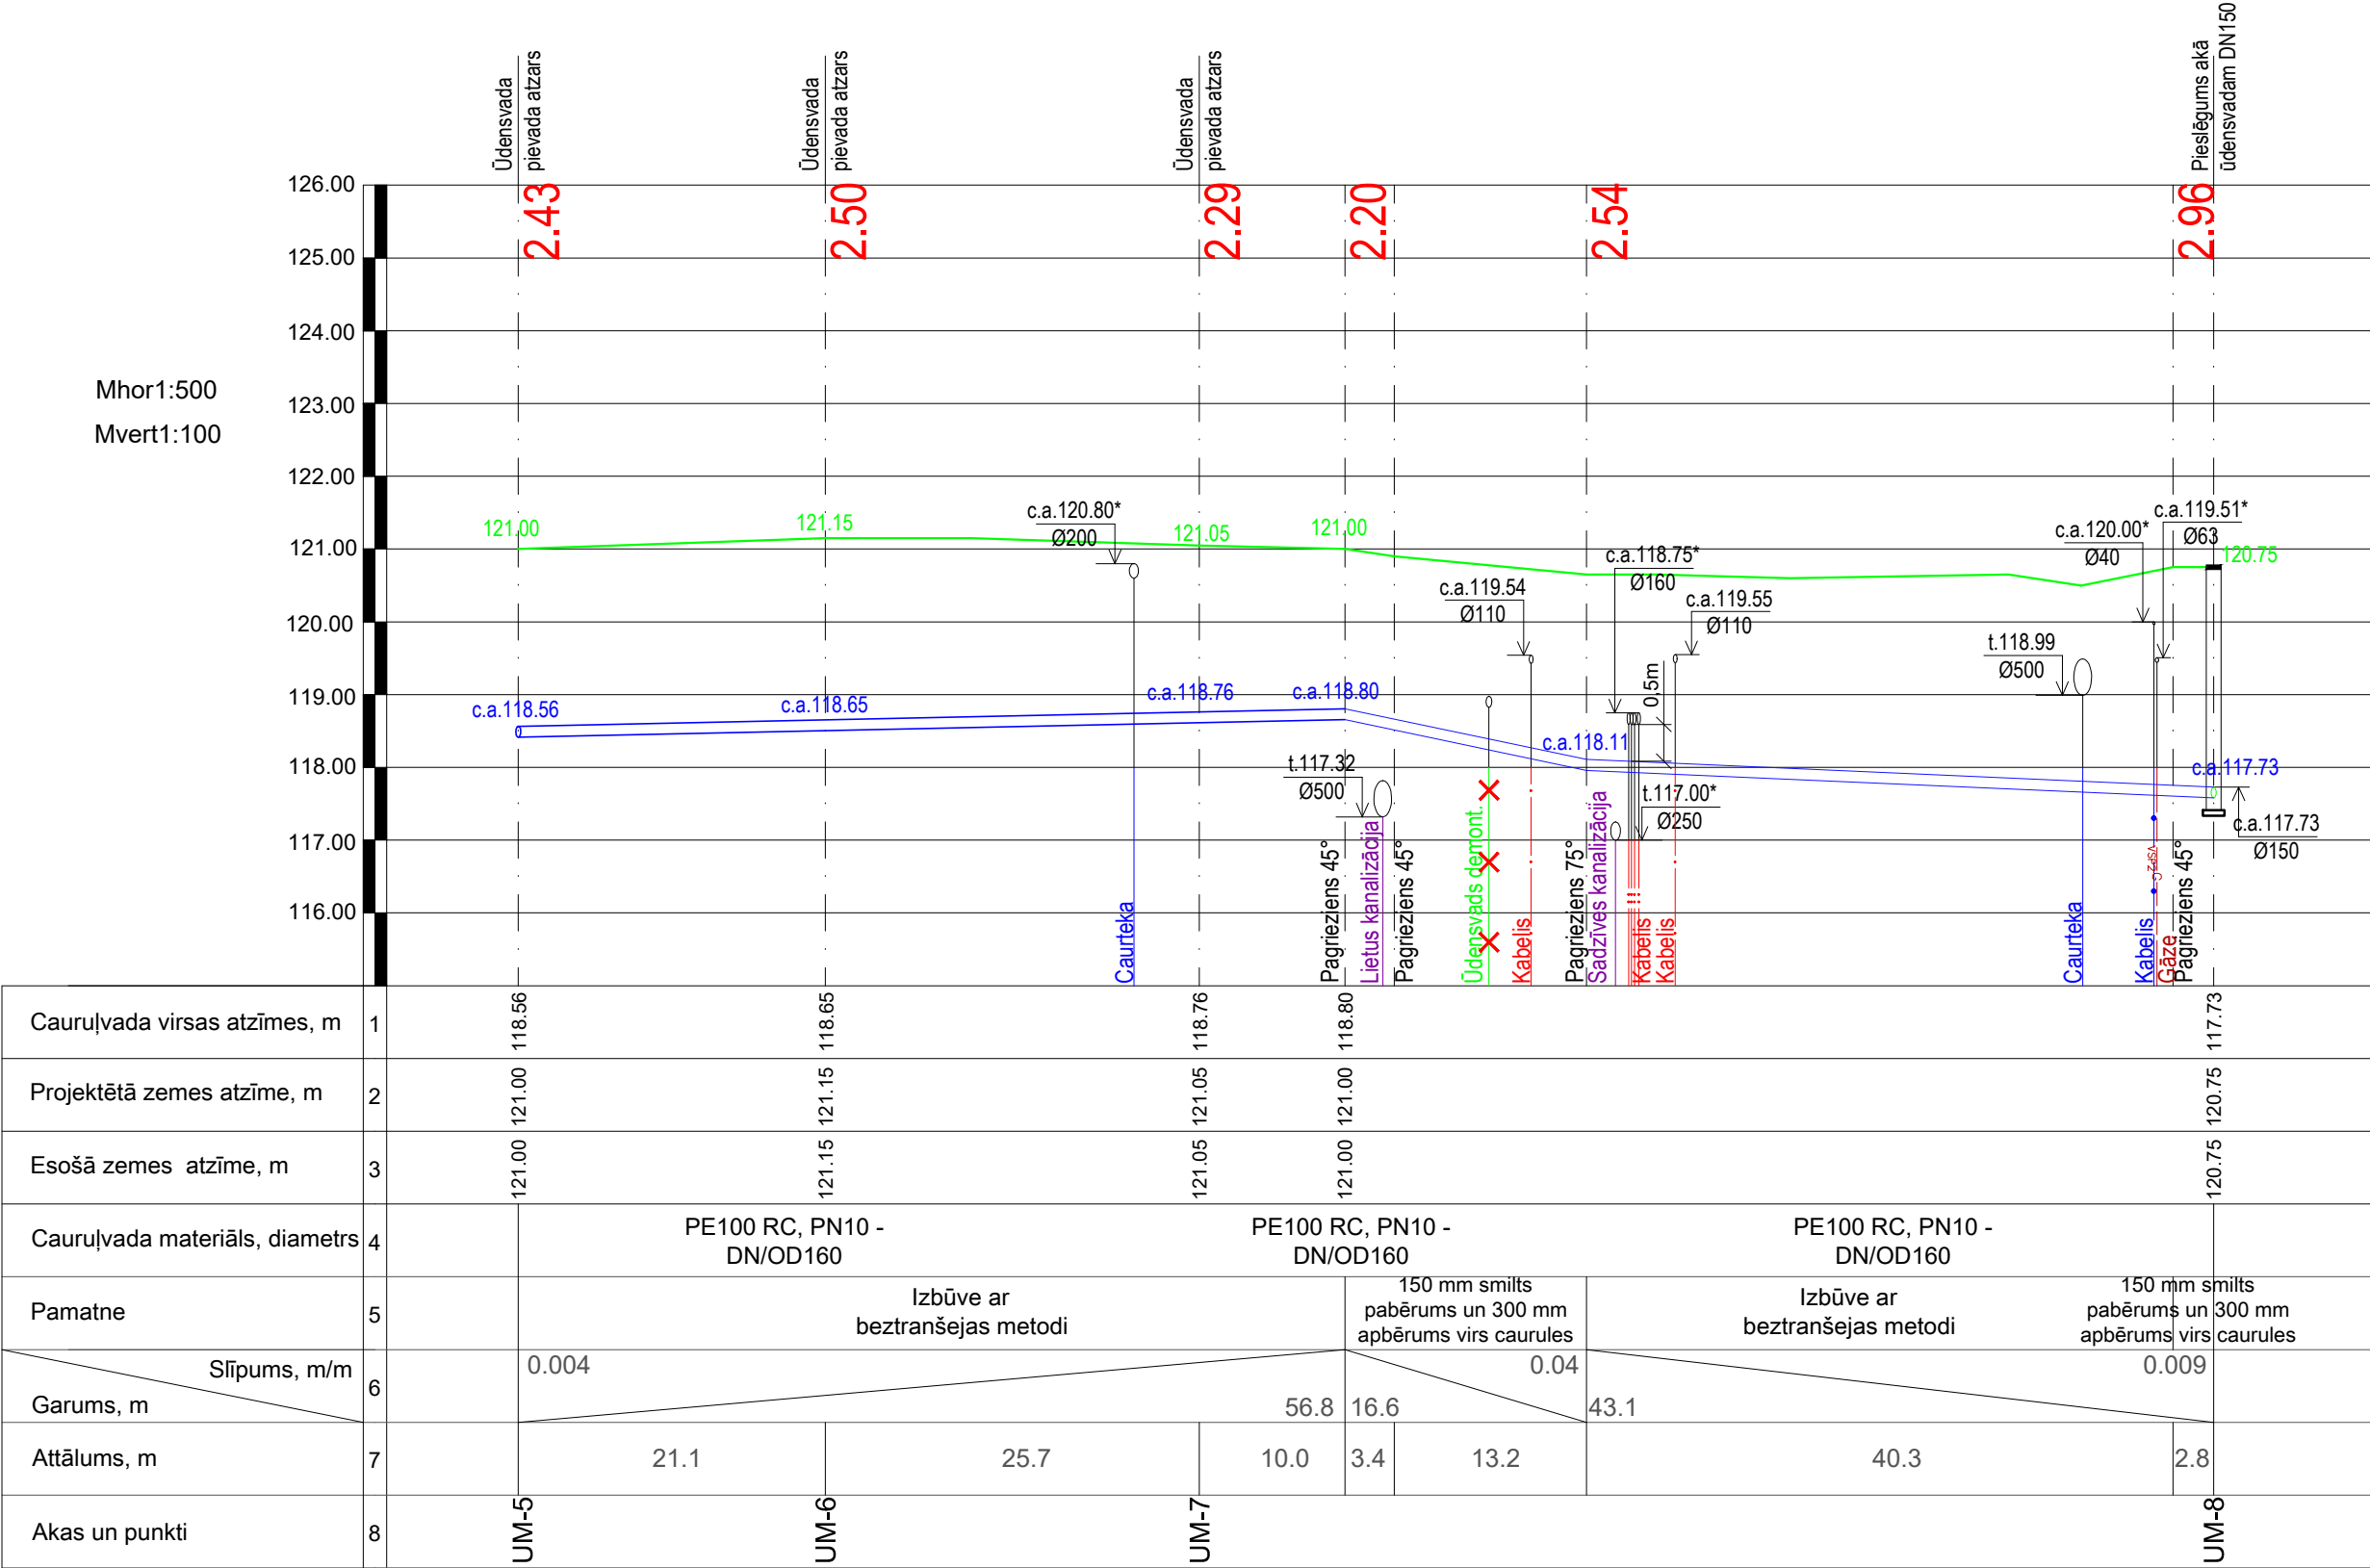 Ūdensvada
pievada atzars
Ūdensvada
pievada atzars
Ūdensvada
pievada atzars
Pieslēgums akā
ūdensvadam DN150
2.43
2.50
2.29
2.20
2.54
2.96
126.00
125.00
124.00
123.00
122.00
121.00
120.00
119.00
118.00
117.00
116.00
Mhor1:500
Mvert1:100
121.00
121.15
c.a.120.80*
Ø200
121.05
121.00
c.a.119.54
Ø110
c.a.118.75*
Ø160
c.a.119.55
Ø110
0.5m
t.118.99
Ø500
c.a.120.00*
Ø40
c.a.119.51*
Ø63
120.75
c.a.118.56
c.a.118.65
c.a.118.76
c.a.118.80
c.a.118.11
c.a.117.73
t.117.32
Ø500
t.117.00*
Ø250
c.a.117.73
Ø150
Caurteka
Pagrieziens 45°
Lietus kanalizācija
Pagrieziens 45°
Ūdensvads demont.
Kabelis
Pagrieziens 75°
Sadzīves kanalizācija
Kabelis
Kabelis
Caurteka
Kabelis
Gāze
Pagrieziens 45°
Cauruļvada virsas atzīmes, m 1 118.56 118.65 118.76 118.80 117.73
Projektētā zemes atzīme, m 2 121.00 121.15 121.05 121.00 120.75
Esošā zemes atzīme, m 3 121.00 121.15 121.05 121.00 120.75
Cauruļvada materiāls, diametrs 4
PE100 RC, PN10 -
DN/OD160
PE100 RC, PN10 -
DN/OD160
PE100 RC, PN10 -
DN/OD160
Pamatne 5
Izbūve ar
beztranšejas metodi
150 mm smilts
pabērums un 300 mm
apbērums virs caurules
Izbūve ar
beztranšejas metodi
150 mm smilts
pabērums un 300 mm
apbērums virs caurules
Slīpums, m/m 6 0.004 0.04 0.009
Garums, m 56.8 16.6 43.1
Attālums, m 7 21.1 25.7 10.0 3.4 13.2 40.3 2.8
Akas un punkti 8 UM-5 UM-6 UM-7 UM-8